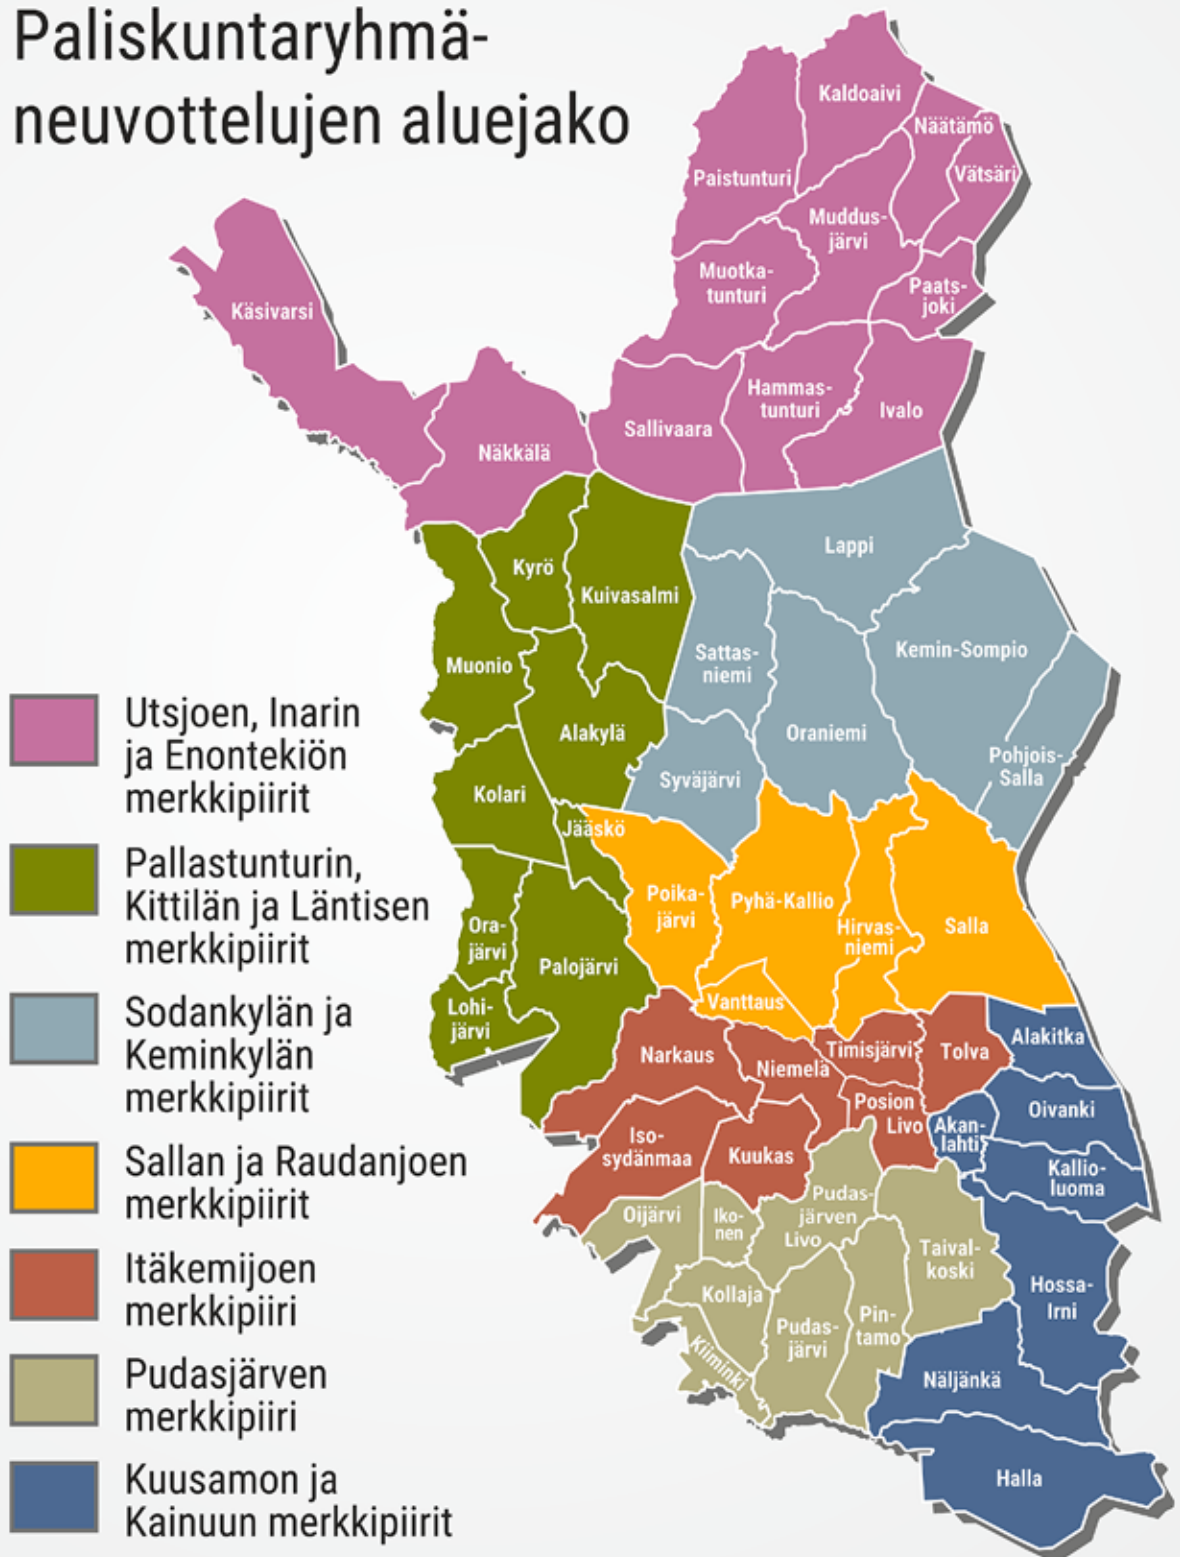 Paliskuntaryhmä-
neuvottelujen aluejako
Kaldoaivi
Näätämö
Vätsäri
Paistunturi
Muddus-
järvi
Muotka-
tunturi
Paats-
joki
Käsivarsi
Hammas-
tunturi
Ivalo
Sallivaara
Näkkälä
Lappi
Kyrö
Kuivasalmi
Muonio
Sattas-
niemi
Kemin-Sompio
Alakylä
Oraniemi
Pohjois-
Salla
Syväjärvi
Kolari
Jääskö
Poika-
järvi
Pyhä-Kallio
Hirvas-
niemi
Salla
Ora-
järvi
Palojärvi
Vanttaus
Lohi-
järvi
Narkaus
Niemelä
Timisjärvi
Tolva
Alakitka
Posion
Livo
Akan-
lahti
Oivanki
Iso-
sydänmaa
Kuukas
Kallio-
luoma
Oijärvi
Iko-
nen
Pudas-
järven
Livo
Taival-
koski
Hossa-
Irni
Kollaja
Pudas-
järvi
Pin-
tamo
Kiiminki
Näljänkä
Halla
Utsjoen, Inarin
ja Enontekiön
merkkipiirit
Pallastunturin,
Kittilän ja Läntisen
merkkipiirit
Sodankylän ja
Keminkylän
merkkipiirit
Sallan ja Raudanjoen
merkkipiirit
Itäkemijoen
merkkipiiri
Pudasjärven
merkkipiiri
Kuusamon ja
Kainuun merkkipiirit